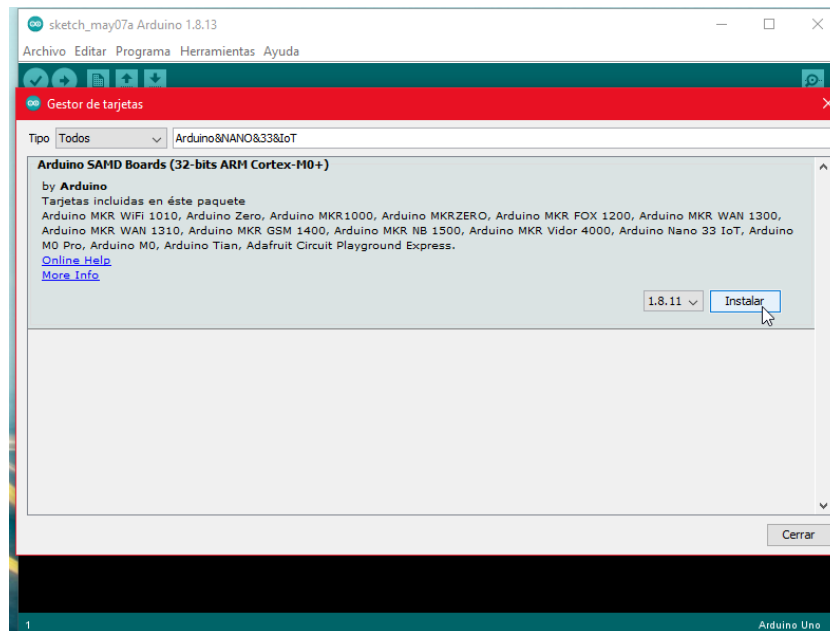 sketch_may07a Arduino 1.8.13
Archivo Editar Programa Herramientas Ayuda
Gestor de tarjetas
Tipo Todos Arduino&NANO&33&IoT
Arduino SAMD Boards (32-bits ARM Cortex-M0+)
by Arduino
Tarjetas incluidas en éste paquete
Arduino MKR WiFi 1010, Arduino Zero, Arduino MKR1000, Arduino MKRZERO, Arduino MKR FOX 1200, Arduino MKR WAN 1300,
Arduino MKR WAN 1310, Arduino MKR GSM 1400, Arduino MKR NB 1500, Arduino MKR Vidor 4000, Arduino Nano 33 IoT, Arduino
M0 Pro, Arduino M0, Arduino Tian, Adafruit Circuit Playground Express.
Online Help
More Info
1.8.11 Instalar
Cerrar
1 Arduino Uno